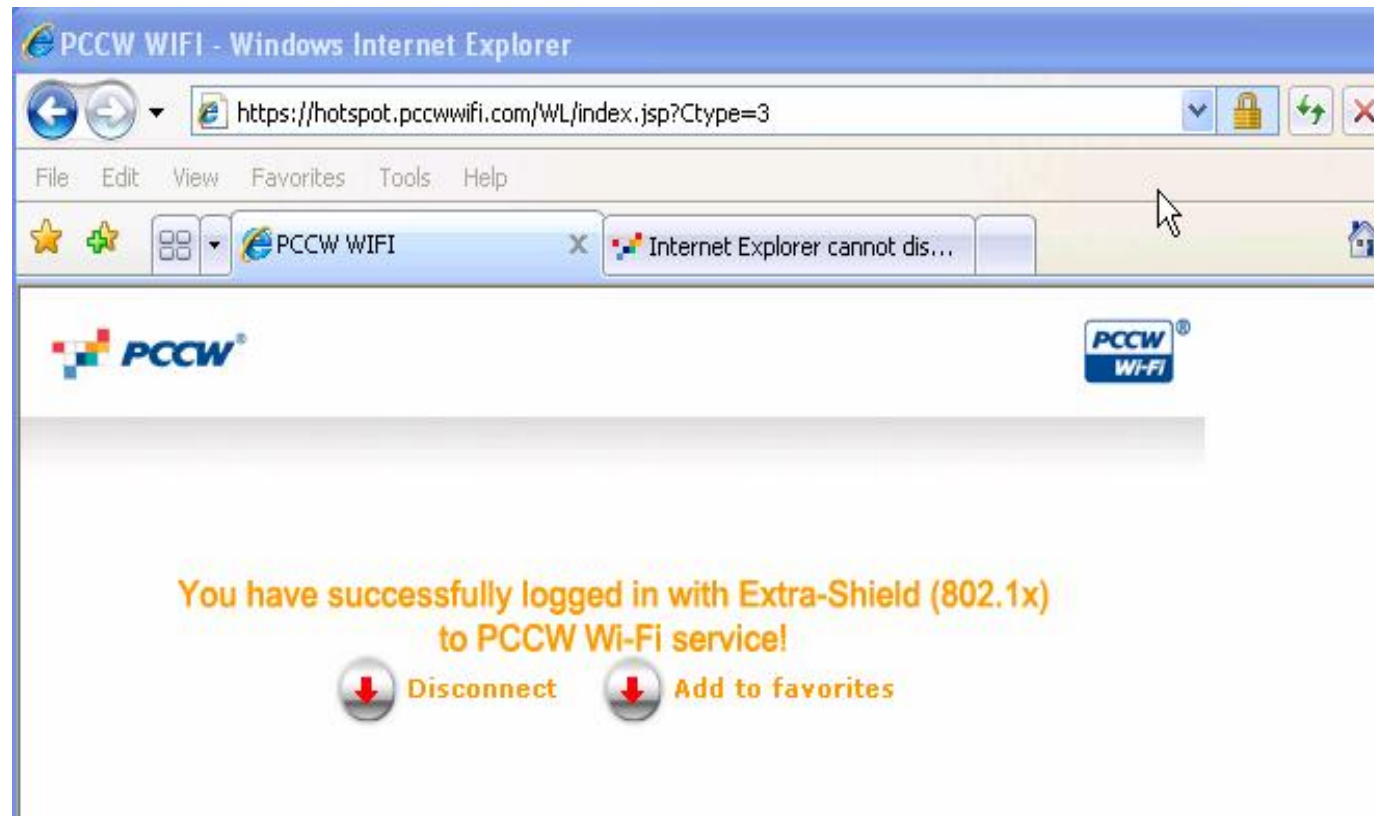 PCCW WIFI - Windows Internet Explorer
https://hotspot.pccwwifi.com/WL/index.jsp?Ctype=3
File Edit View Favorites Tools Help
PCCW WIFI
Internet Explorer cannot dis...
PCCW®
PCCW®
Wi-Fi
You have successfully logged in with Extra-Shield (802.1x)
to PCCW Wi-Fi service!
Disconnect
Add to favorites